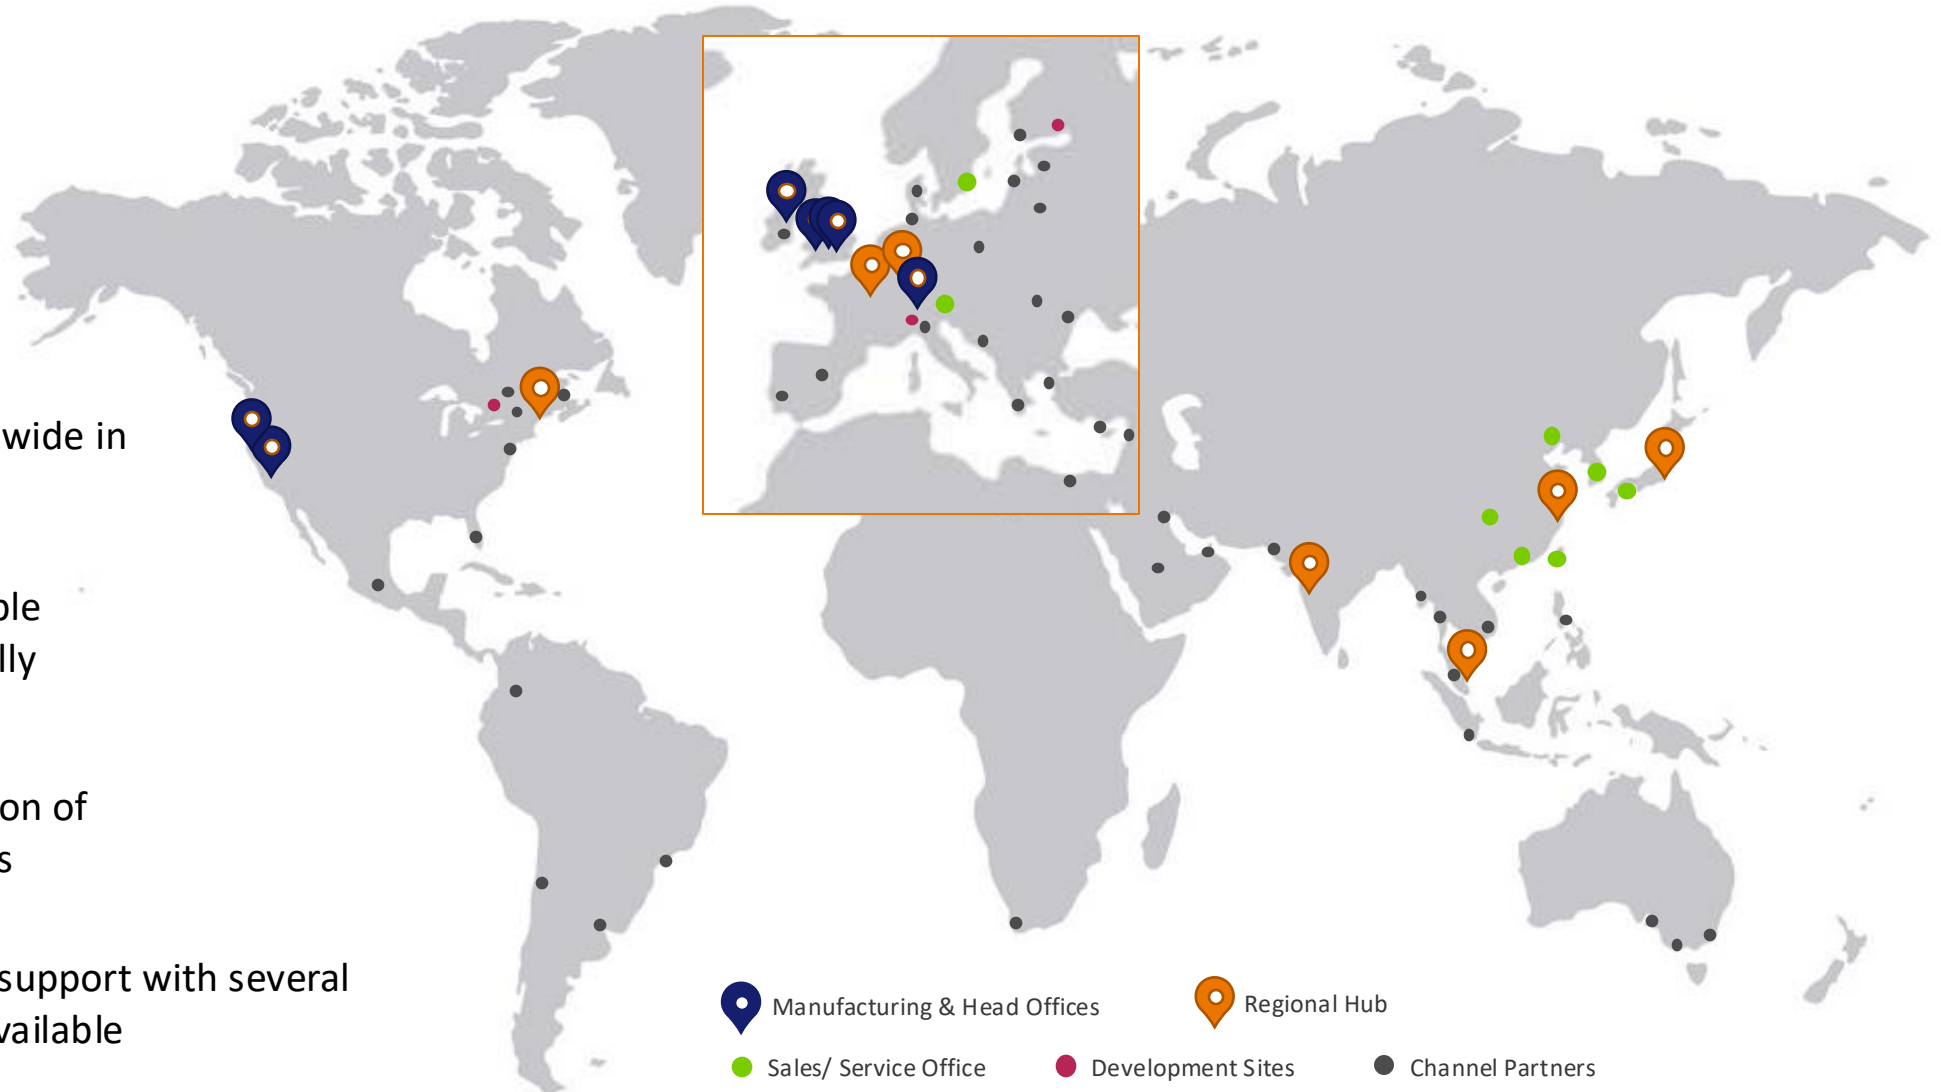 wide in
ple
lly
on of
s
support with several
vailable
Manufacturing & Head Offices
Regional Hub
Sales/ Service Office
Development Sites
Channel Partners